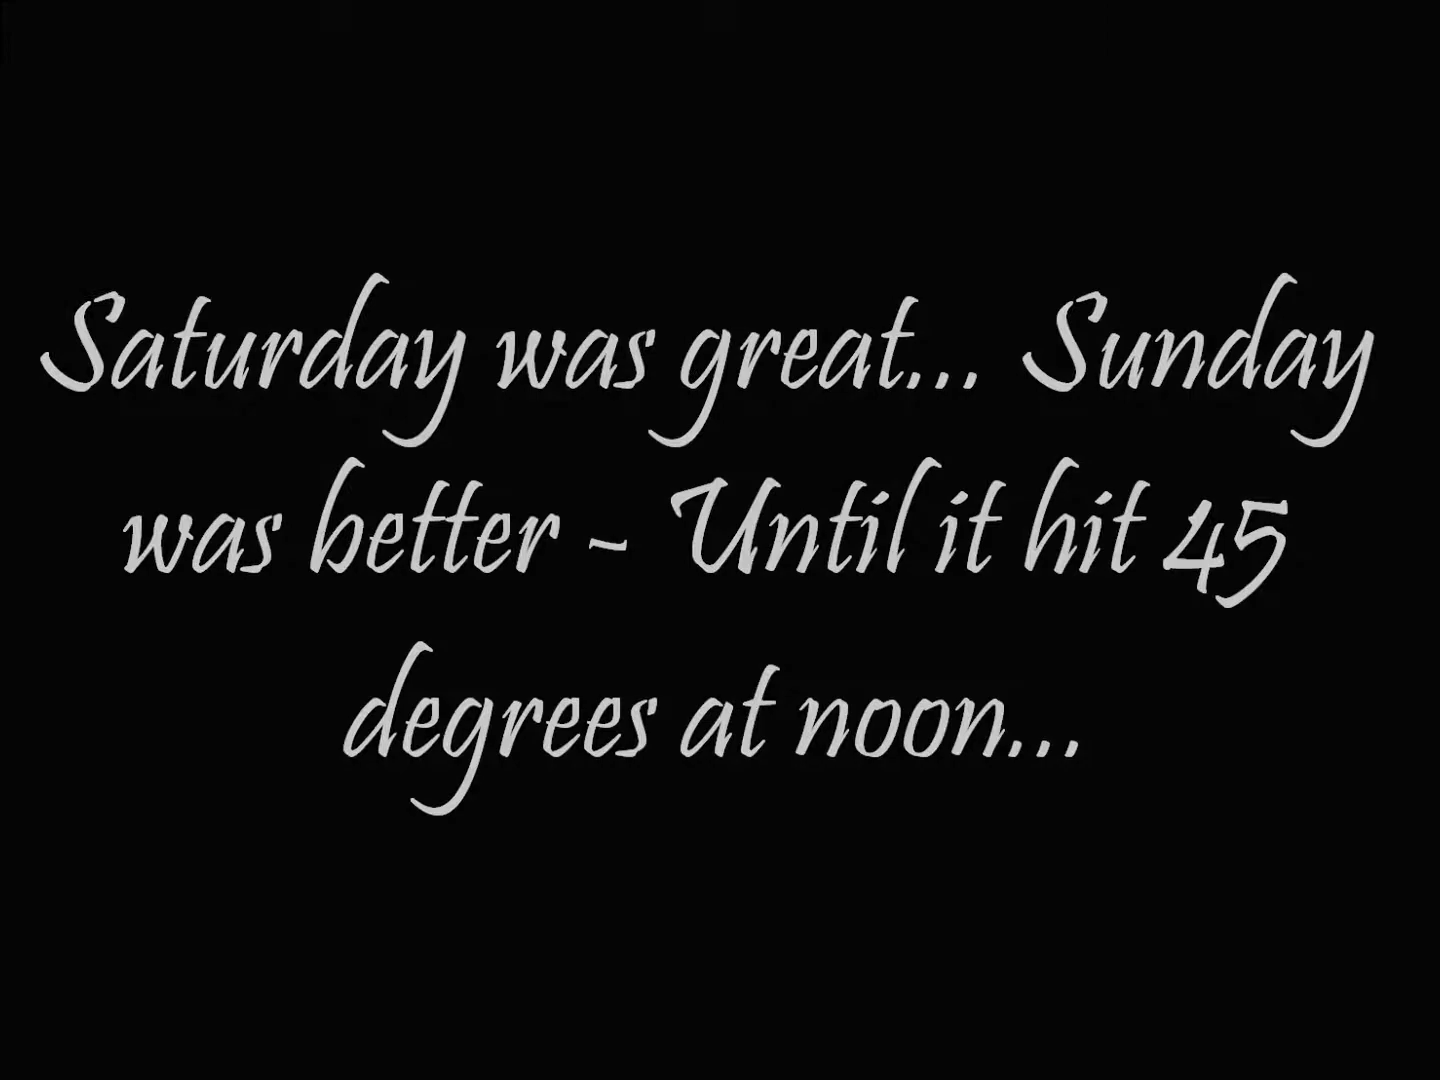 Saturday was great... Sunday
was better - Until it hit 45
degrees at noon...